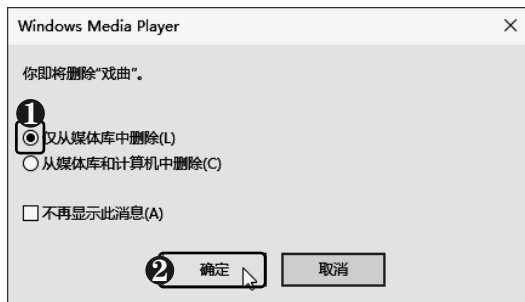 Windows Media Player
你即将删除“戏曲”。
❶
仅从媒体库中删除(L)
从媒体库和计算机中删除(C)
不再显示此消息(A)
❷ 确定 取消